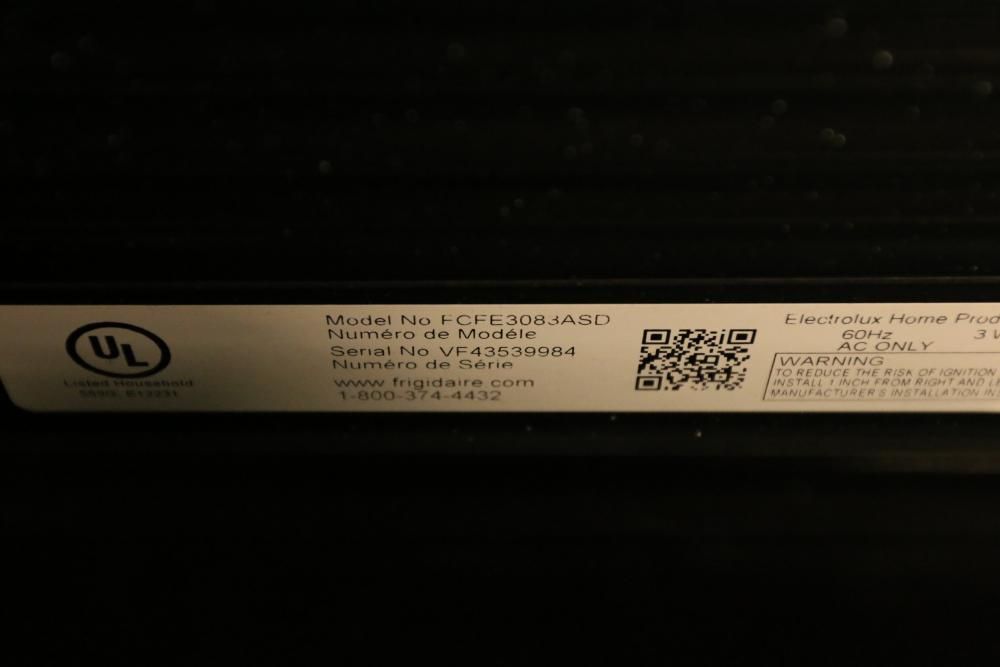 UL
Listed Household
Model No FCFE3083ASD
Numéro de Modéle
Serial No VF43539984
Numéro de Série
www frigidaire com
1-800-374-4432
Electrolux Home Prod
60Hz 3 W
AC ONLY
WARNING
TO REDUCE THE RISK OF IGNITION
INSTALL 1 INCH FROM RIGHT AND
MANUFACTURER'S INSTALLATION